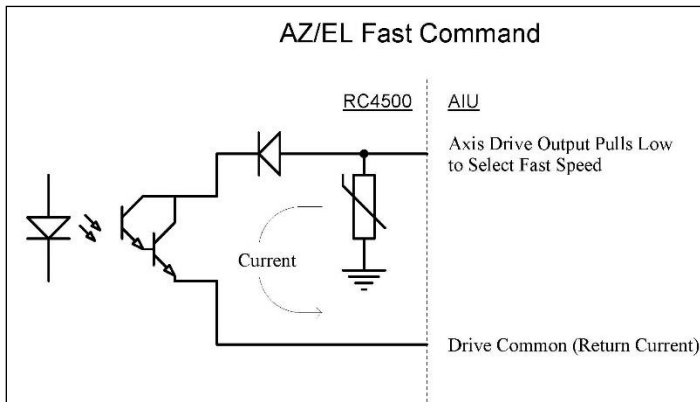 AZ/EL Fast Command
RC4500
AIU
Axis Drive Output Pulls Low
to Select Fast Speed
Current
Drive Common (Return Current)